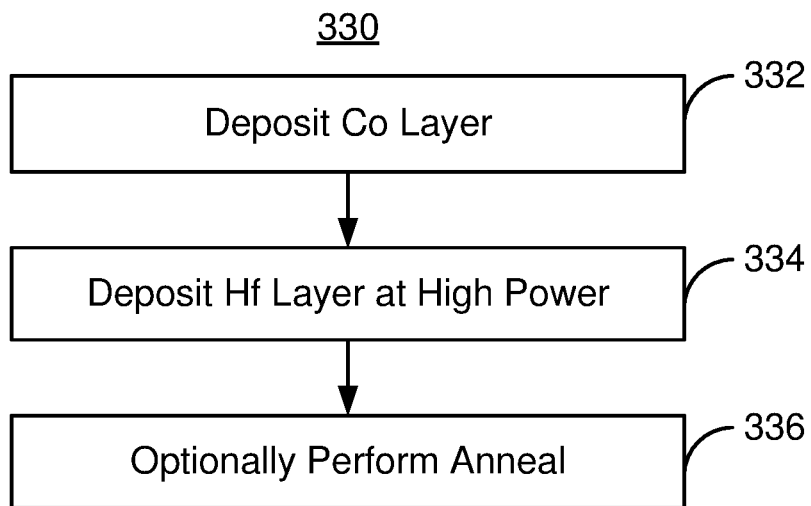 330
Deposit Co Layer
332
Deposit Hf Layer at High Power
334
Optionally Perform Anneal
336